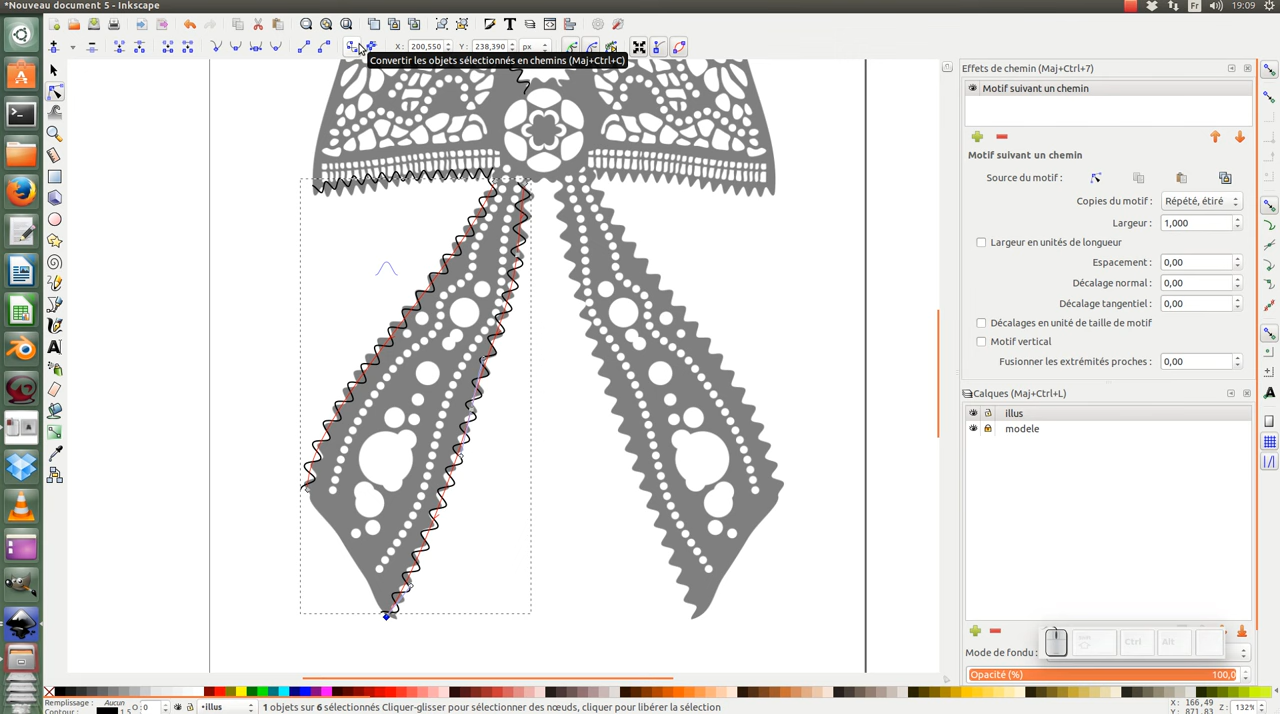 *Nouveau document 5 - Inkscape
Fr
19:09
X: 200,550
Y: 238,390
px
Convertir les objets sélectionnés en chemins (Maj+Ctrl+C)
Effets de chemin (Maj+Ctrl+7)
Motif suivant un chemin
Motif suivant un chemin
Source du motif :
Copies du motif : Répété, étiré
Largeur : 1,000
Largeur en unités de longueur
Espacement : 0,00
Décalage normal : 0,00
Décalage tangentiel : 0,00
Décalages en unité de taille de motif
Motif vertical
Fusionner les extrémités proches : 0,00
Calques (Maj+Ctrl+L)
illus
modele
Ctrl
Alt
Mode de fondu :
Opacité (%) 100,0
Remplissage : Aucun
Contour : 1,5
O: 0
•illus
1 objets sur 6 sélectionnés Cliquer-glisser pour sélectionner des nœuds, cliquer pour libérer la sélection
X: 166,49
Y: 871,83
Z: 132%